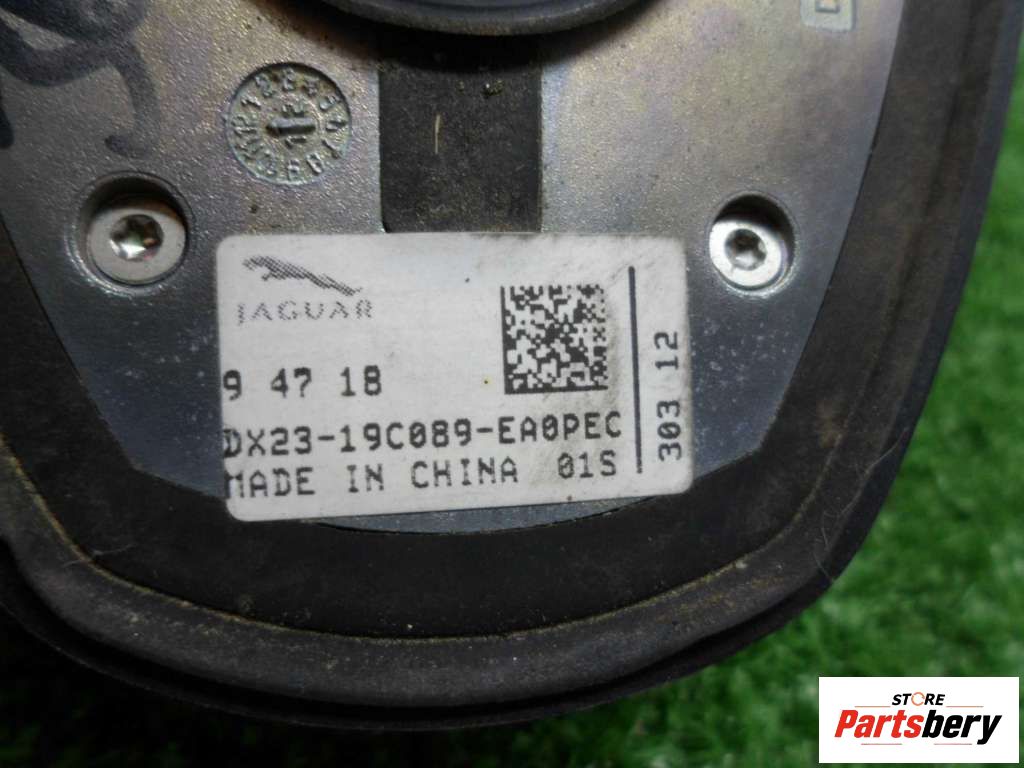 JAGUAR
9 47 18
DX23-19C089-EA0PEC
MADE IN CHINA 01S
303 12
STORE
Partsbery